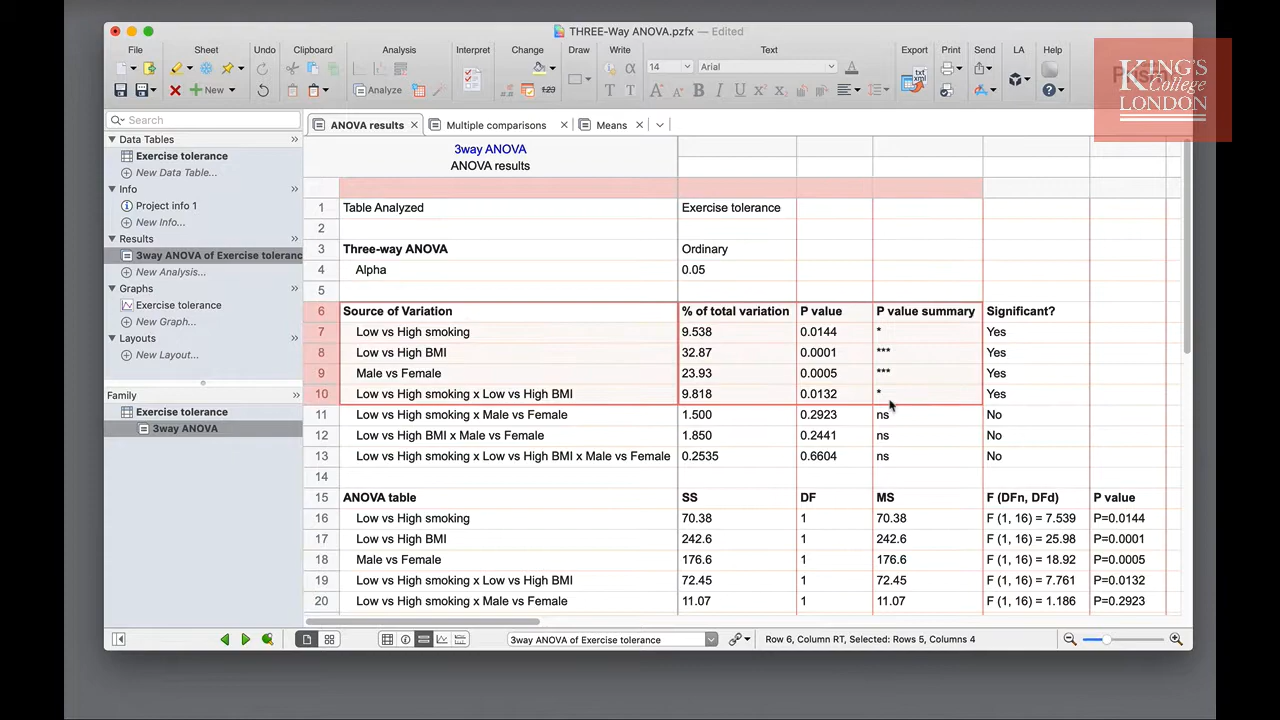 THREE-Way ANOVA.pzfx — Edited
File Sheet Undo Clipboard Analysis Interpret Change Draw Write Text Export Print Send LA Help
14 Arial
Analyze
New
KING'S
College
LONDON
Search
ANOVA results
Multiple comparisons
Means
Data Tables
Exercise tolerance
New Data Table...
Info
Project info 1
New Info...
Results
3way ANOVA of Exercise toleranc
New Analysis...
Graphs
Exercise tolerance
New Graph...
Layouts
New Layout...
Family
Exercise tolerance
3way ANOVA
3way ANOVA
ANOVA results
1 Table Analyzed Exercise tolerance
2
3 Three-way ANOVA Ordinary
4 Alpha 0.05
5
6 Source of Variation % of total variation P value P value summary Significant?
7 Low vs High smoking 9.538 0.0144 * Yes
8 Low vs High BMI 32.87 0.0001 *** Yes
9 Male vs Female 23.93 0.0005 *** Yes
10 Low vs High smoking x Low vs High BMI 9.818 0.0132 * Yes
11 Low vs High smoking x Male vs Female 1.500 0.2923 ns No
12 Low vs High BMI x Male vs Female 1.850 0.2441 ns No
13 Low vs High smoking x Low vs High BMI x Male vs Female 0.2535 0.6604 ns No
14
15 ANOVA table SS DF MS F (DFn, DFd) P value
16 Low vs High smoking 70.38 1 70.38 F (1, 16) = 7.539 P=0.0144
17 Low vs High BMI 242.6 1 242.6 F (1, 16) = 25.98 P=0.0001
18 Male vs Female 176.6 1 176.6 F (1, 16) = 18.92 P=0.0005
19 Low vs High smoking x Low vs High BMI 72.45 1 72.45 F (1, 16) = 7.761 P=0.0132
20 Low vs High smoking x Male vs Female 11.07 1 11.07 F (1, 16) = 1.186 P=0.2923
3way ANOVA of Exercise tolerance
Row 6, Column RT, Selected: Rows 5, Columns 4